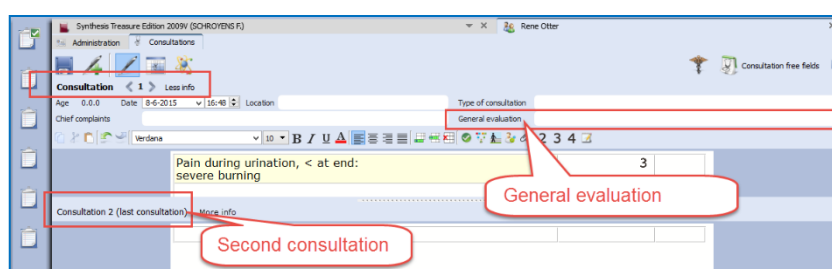 Synthesis Treasure Edition 2009V (SCHROYENS F.)
Rene Otter
Administration
Consultations
Consultation free fields
Consultation < 1 > Less info
Age 0.0.0 Date 8-6-2015 16:48 Location
Type of consultation
Chief complaints
General evaluation
Verdana 10 B I U A 2 3 4
Pain during urination, < at end: 3
severe burning
General evaluation
Consultation 2 (last consultation) More info
Second consultation